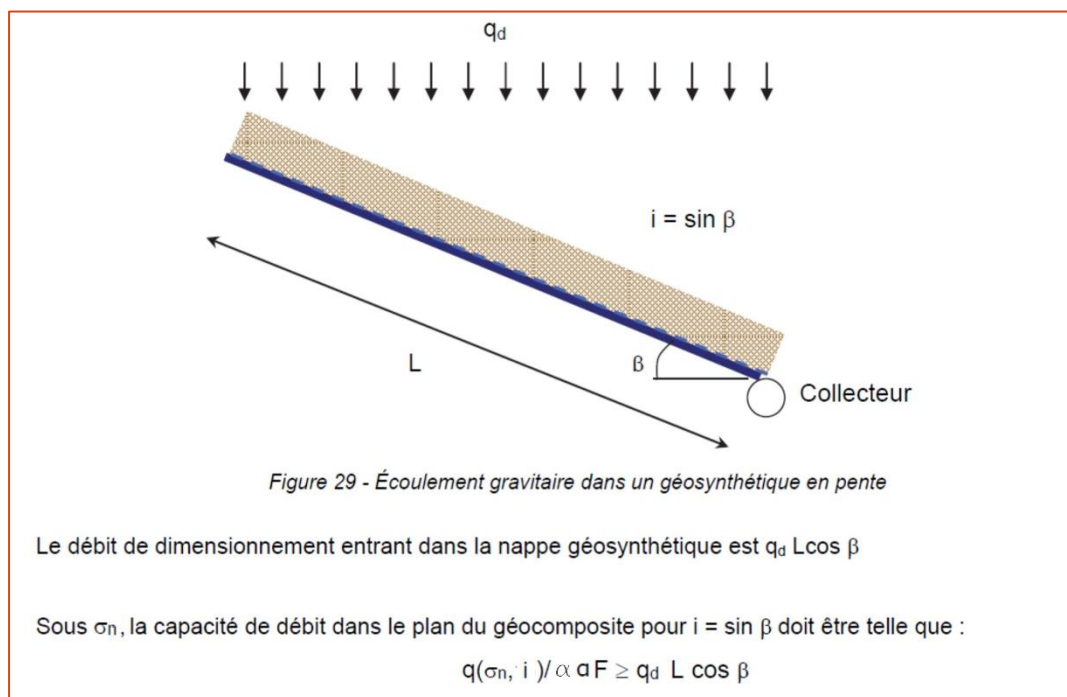 qd
i = sin β
β
L
Collecteur
Figure 29 - Écoulement gravitaire dans un géosynthétique en pente
Le débit de dimensionnement entrant dans la nappe géosynthétique est qd Lcos β
Sous σn, la capacité de débit dans le plan du géocomposite pour i = sin β doit être telle que :
q(σn, i )/ α a F ≥ qd L cos β